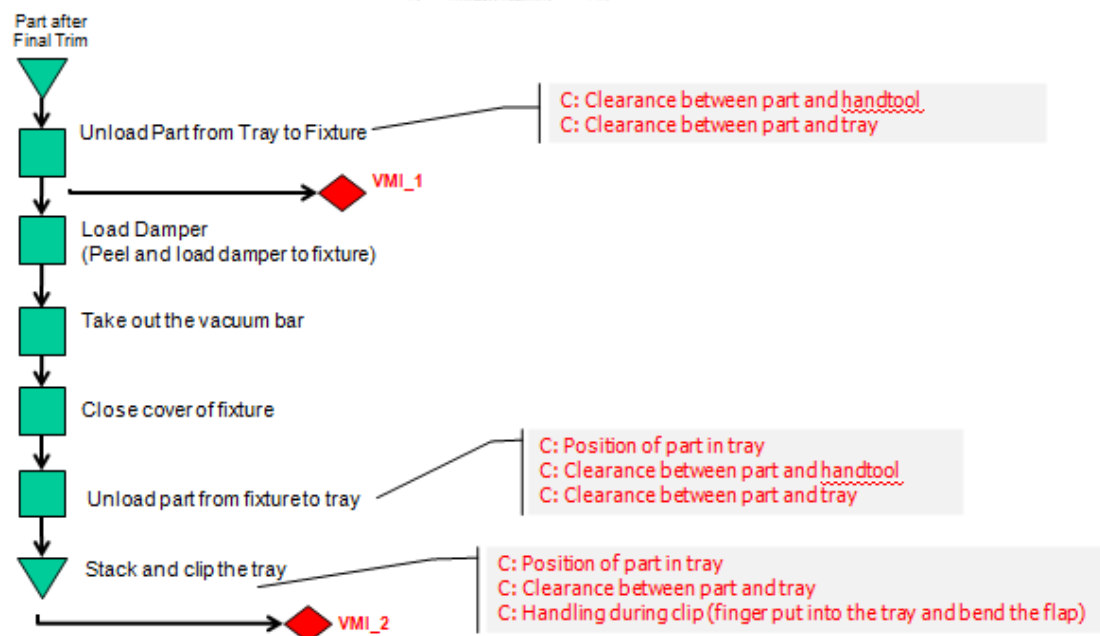 Part after
Final Trim
C: Clearance between part and handtool
C: Clearance between part and tray
Unload Part from Tray to Fixture
VMI_1
Load Damper
(Peel and load damper to fixture)
Take out the vacuum bar
Close cover of fixture
C: Position of part in tray
C: Clearance between part and handtool
C: Clearance between part and tray
Unload part from fixture to tray
Stack and clip the tray
C: Position of part in tray
C: Clearance between part and tray
C: Handling during clip (finger put into the tray and bend the flap)
VMI_2